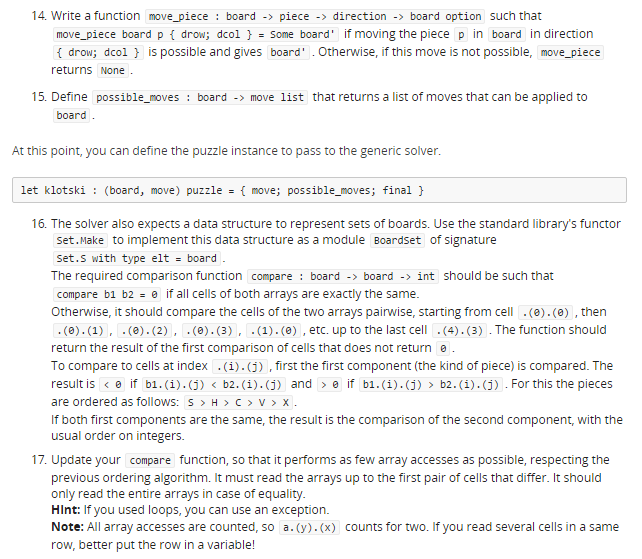 14. Write a function move_piece : board -> piece -> direction -> board option such that
move_piece board p { drow; dcol } = Some board' if moving the piece p in board in direction
{ drow; dcol } is possible and gives board' . Otherwise, if this move is not possible, move_piece
returns None .
15. Define possible_moves : board -> move list that returns a list of moves that can be applied to
board .
At this point, you can define the puzzle instance to pass to the generic solver.
let klotski : (board, move) puzzle = { move; possible_moves; final }
16. The solver also expects a data structure to represent sets of boards. Use the standard library's functor
Set.Make to implement this data structure as a module BoardSet of signature
Set.S with type elt = board .
The required comparison function compare : board -> board -> int should be such that
compare b1 b2 = 0 if all cells of both arrays are exactly the same.
Otherwise, it should compare the cells of the two arrays pairwise, starting from cell .(0).(0) , then
.(0).(1) , .(0).(2) , .(0).(3) , .(1).(0) , etc. up to the last cell .(4).(3) . The function should
return the result of the first comparison of cells that does not return 0 .
To compare to cells at index .(i).(j) , first the first component (the kind of piece) is compared. The
result is < 0 if b1.(i).(j) < b2.(i).(j) and > 0 if b1.(i).(j) > b2.(i).(j) . For this the pieces
are ordered as follows: S > H > C > V > X .
If both first components are the same, the result is the comparison of the second component, with the
usual order on integers.
17. Update your compare function, so that it performs as few array accesses as possible, respecting the
previous ordering algorithm. It must read the arrays up to the first pair of cells that differ. It should
only read the entire arrays in case of equality.
Hint: If you used loops, you can use an exception.
Note: All array accesses are counted, so a.(y).(x) counts for two. If you read several cells in a same
row, better put the row in a variable!